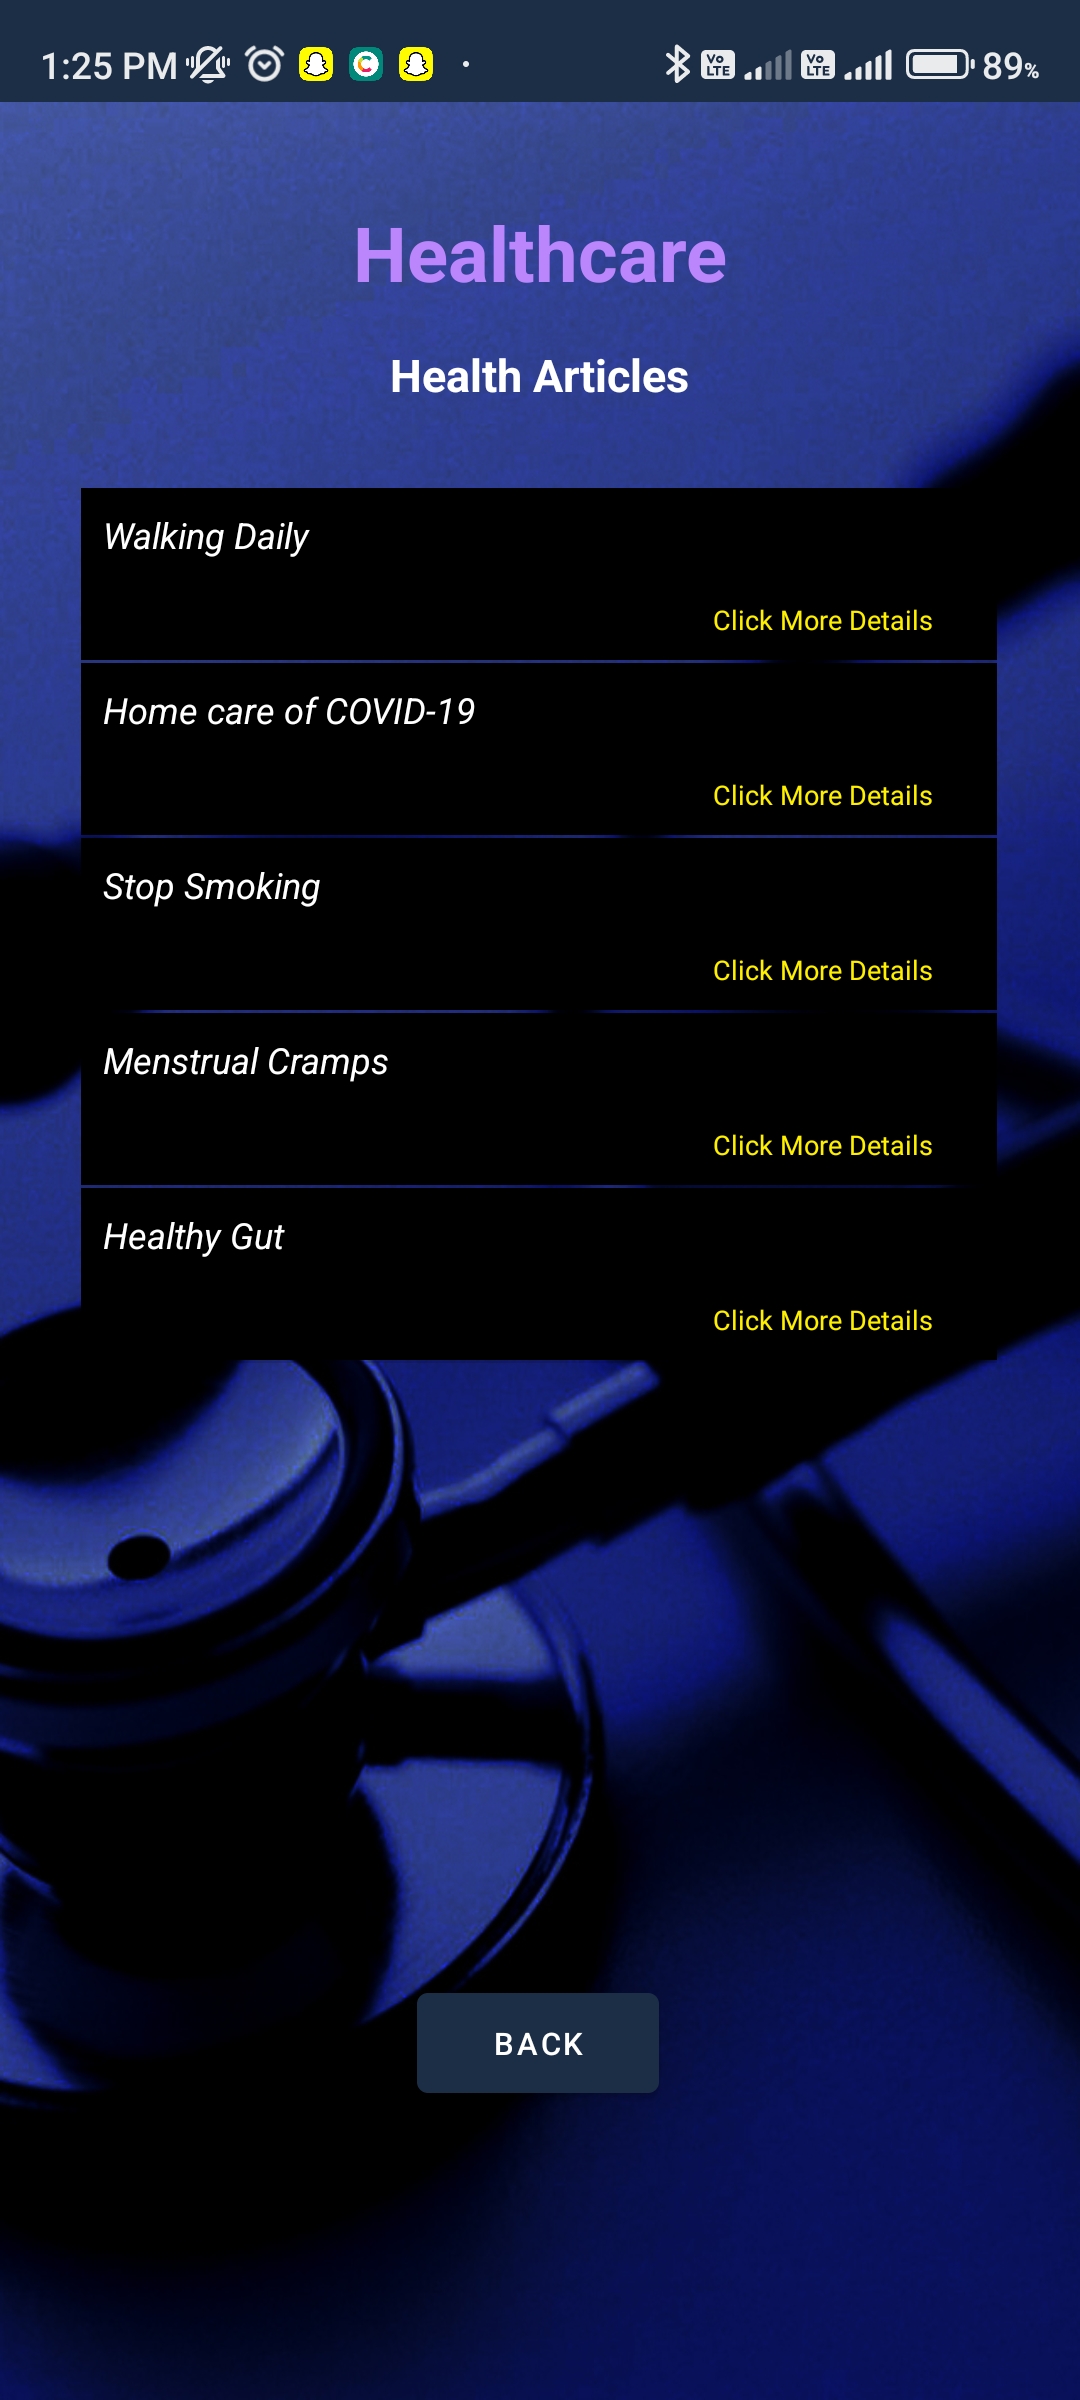 1:25 PM
Vo LTE Vo LTE 89%
Healthcare
Health Articles
Walking Daily
Click More Details
Home care of COVID-19
Click More Details
Stop Smoking
Click More Details
Menstrual Cramps
Click More Details
Healthy Gut
Click More Details
BACK